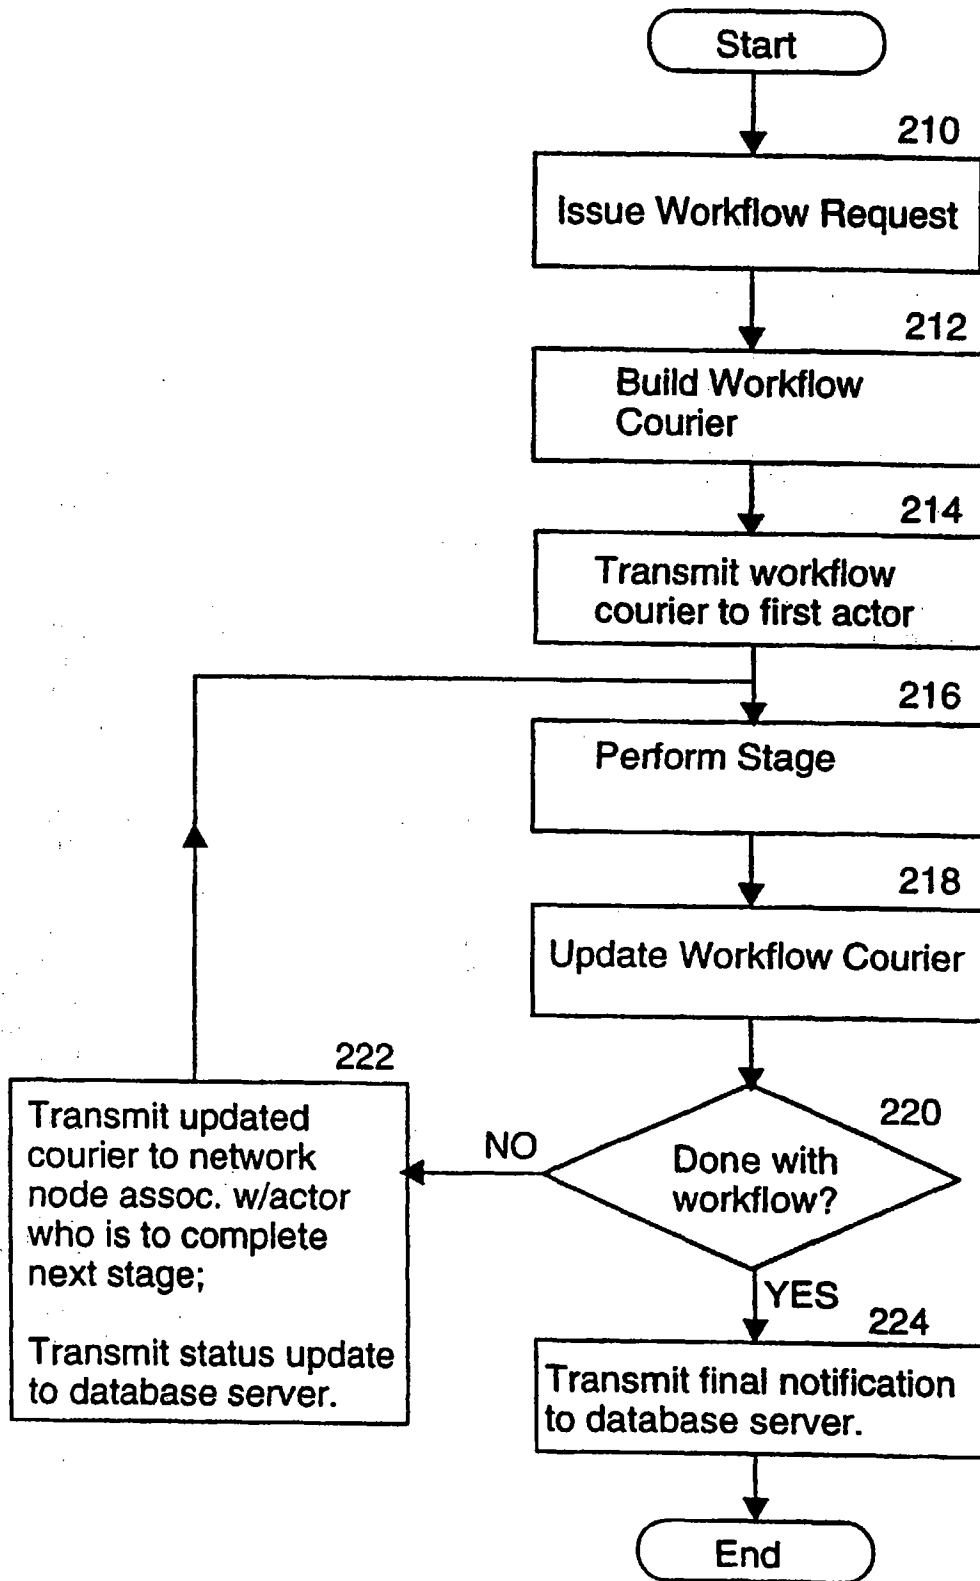 Start
210
Issue Workflow Request
212
Build Workflow
Courier
214
Transmit workflow
courier to first actor
216
Perform Stage
218
Update Workflow Courier
220
Done with
workflow?
NO
222
Transmit updated
courier to network
node assoc. w/actor
who is to complete
next stage;
Transmit status update
to database server.
YES
224
Transmit final notification
to database server.
End